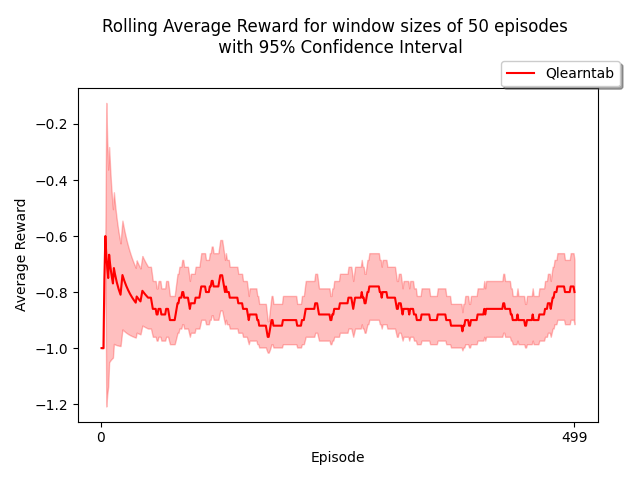 Rolling Average Reward for window sizes of 50 episodes
with 95% Confidence Interval
Qlearntab
−0.2
−0.4
−0.6
−0.8
−1.0
−1.2
Average Reward
0
499
Episode